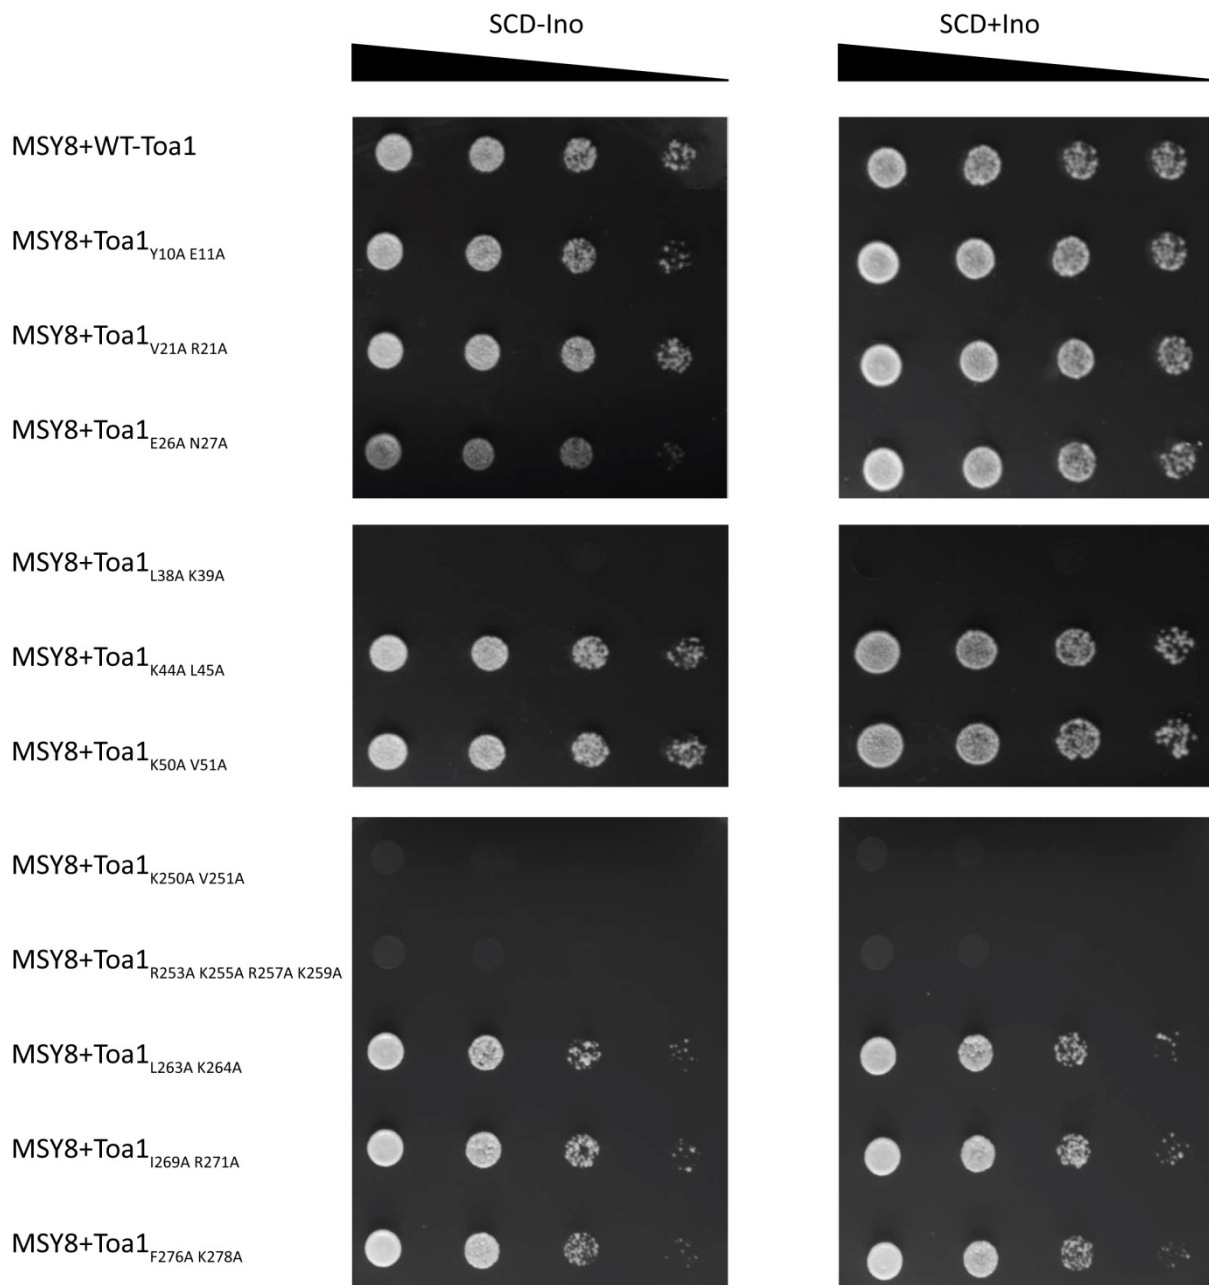 SCD-Ino SCD+Ino
MSY8+WT-Toa1
MSY8+Toa1Y10A E11A
MSY8+Toa1V21A R21A
MSY8+Toa1E26A N27A
MSY8+Toa1L38A K39A
MSY8+Toa1K44A L45A
MSY8+Toa1K50A V51A
MSY8+Toa1K250A V251A
MSY8+Toa1R253A K255A R257A K259A
MSY8+Toa1L263A K264A
MSY8+Toa1I269A R271A
MSY8+Toa1F276A K278A